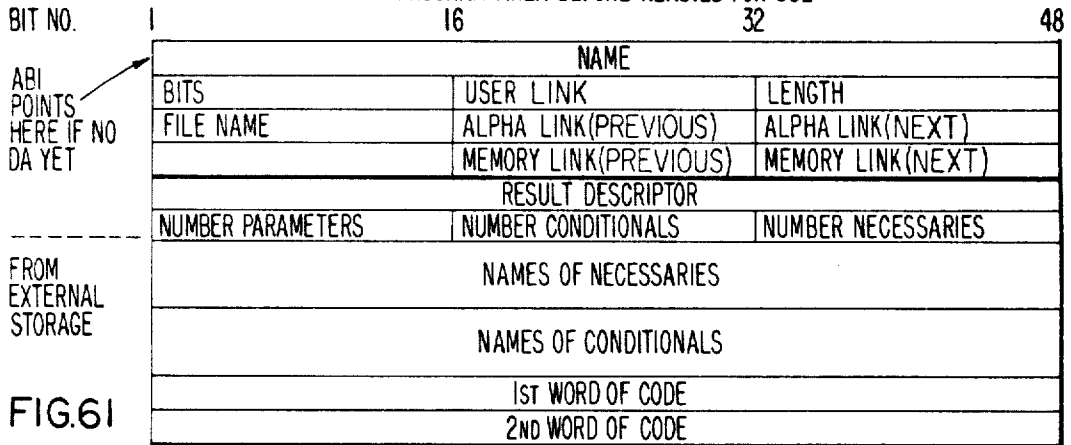 BIT NO. 1 16 32 48
NAME
ABI POINTS HERE IF NO DA YET
BITS USER LINK LENGTH
FILE NAME ALPHA LINK(PREVIOUS) ALPHA LINK(NEXT)
MEMORY LINK(PREVIOUS) MEMORY LINK(NEXT)
RESULT DESCRIPTOR
NUMBER PARAMETERS NUMBER CONDITIONALS NUMBER NECESSARIES
FROM EXTERNAL STORAGE
NAMES OF NECESSARIES
NAMES OF CONDITIONALS
1ST WORD OF CODE
2ND WORD OF CODE
FIG.61